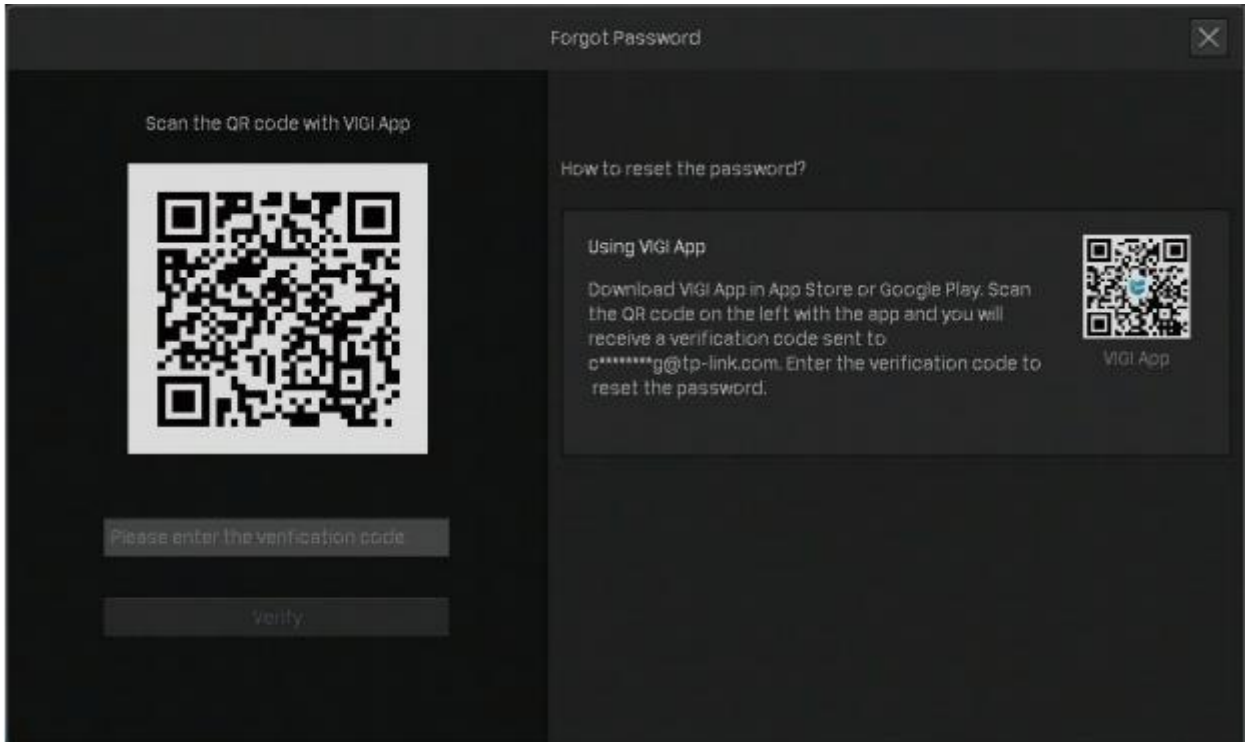 Forgot Password
Scan the QR code with VIGI App
Please enter the verification code
Verify
How to reset the password?
Using VIGI App
Download VIGI App in App Store or Google Play. Scan
the QR code on the left with the app and you will
receive a verification code sent to
c********g@tp-link.com. Enter the verification code to
reset the password.
VIGI App